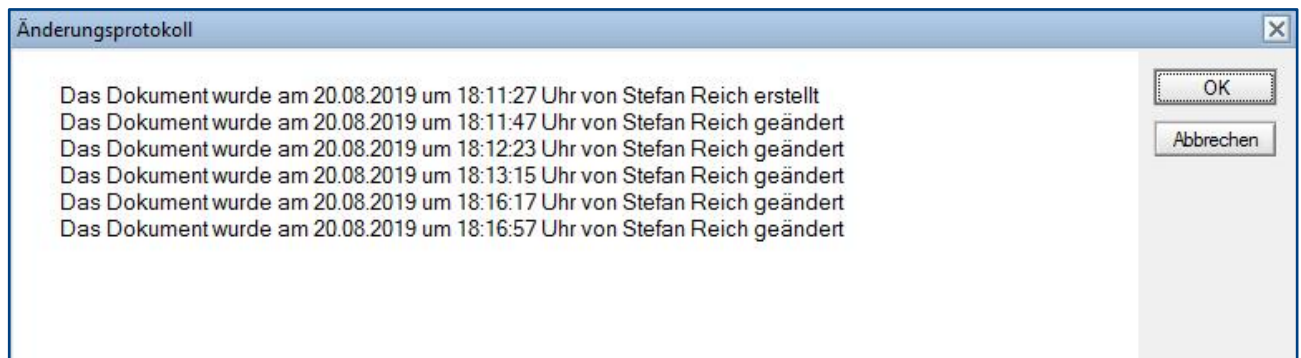 Änderungsprotokoll
Das Dokument wurde am 20.08.2019 um 18:11:27 Uhr von Stefan Reich erstellt
Das Dokument wurde am 20.08.2019 um 18:11:47 Uhr von Stefan Reich geändert
Das Dokument wurde am 20.08.2019 um 18:12:23 Uhr von Stefan Reich geändert
Das Dokument wurde am 20.08.2019 um 18:13:15 Uhr von Stefan Reich geändert
Das Dokument wurde am 20.08.2019 um 18:16:17 Uhr von Stefan Reich geändert
Das Dokument wurde am 20.08.2019 um 18:16:57 Uhr von Stefan Reich geändert
OK
Abbrechen